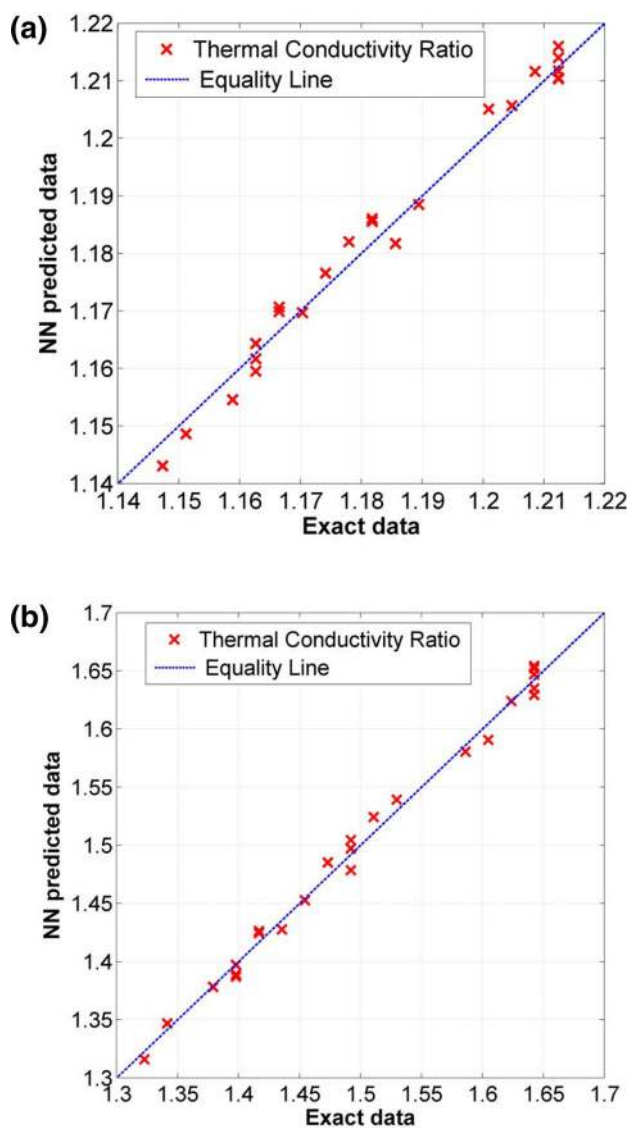 (a)
1.22
1.21
1.2
1.19
1.18
1.17
1.16
1.15
1.14
NN predicted data
Thermal Conductivity Ratio
Equality Line
1.14 1.15 1.16 1.17 1.18 1.19 1.2 1.21 1.22
Exact data
(b)
1.7
1.65
1.6
1.55
1.5
1.45
1.4
1.35
1.3
NN predicted data
Thermal Conductivity Ratio
Equality Line
1.3 1.35 1.4 1.45 1.5 1.55 1.6 1.65 1.7
Exact data